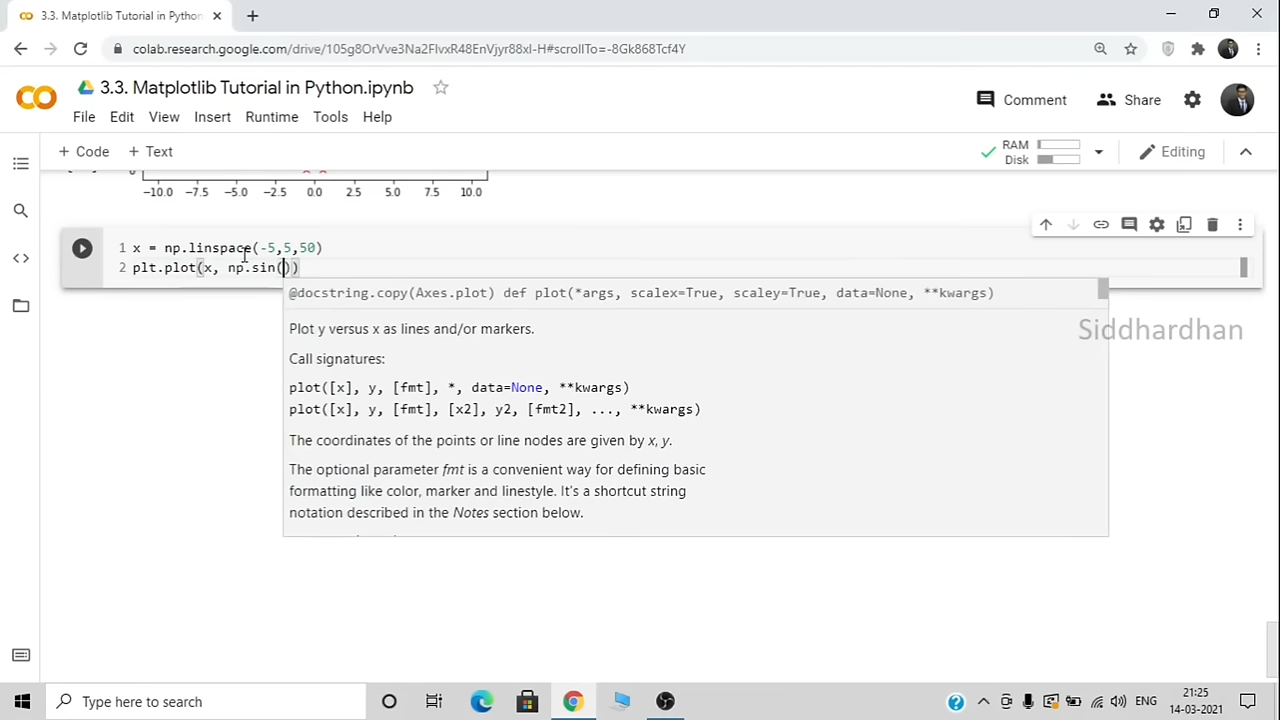 3.3. Matplotlib Tutorial in Python
colab.research.google.com/drive/105g8OrVve3Na2FlvxR48EnVjyr88xl-H#scrollTo=-8Gk868Tcf4Y
3.3. Matplotlib Tutorial in Python.ipynb
Comment
Share
File Edit View Insert Runtime Tools Help
+ Code + Text
RAM
Disk
Editing
−10.0 −7.5 −5.0 −2.5 0.0 2.5 5.0 7.5 10.0
1 x = np.linspace(-5,5,50)
2 plt.plot(x, np.sin())
@docstring.copy(Axes.plot) def plot(*args, scalex=True, scaley=True, data=None, **kwargs)
Plot y versus x as lines and/or markers.
Siddhardhan
Call signatures:
plot([x], y, [fmt], *, data=None, **kwargs)
plot([x], y, [fmt], [x2], y2, [fmt2], ..., **kwargs)
The coordinates of the points or line nodes are given by x, y.
The optional parameter fmt is a convenient way for defining basic
formatting like color, marker and linestyle. It's a shortcut string
notation described in the Notes section below.
Type here to search
ENG
21:25
14-03-2021